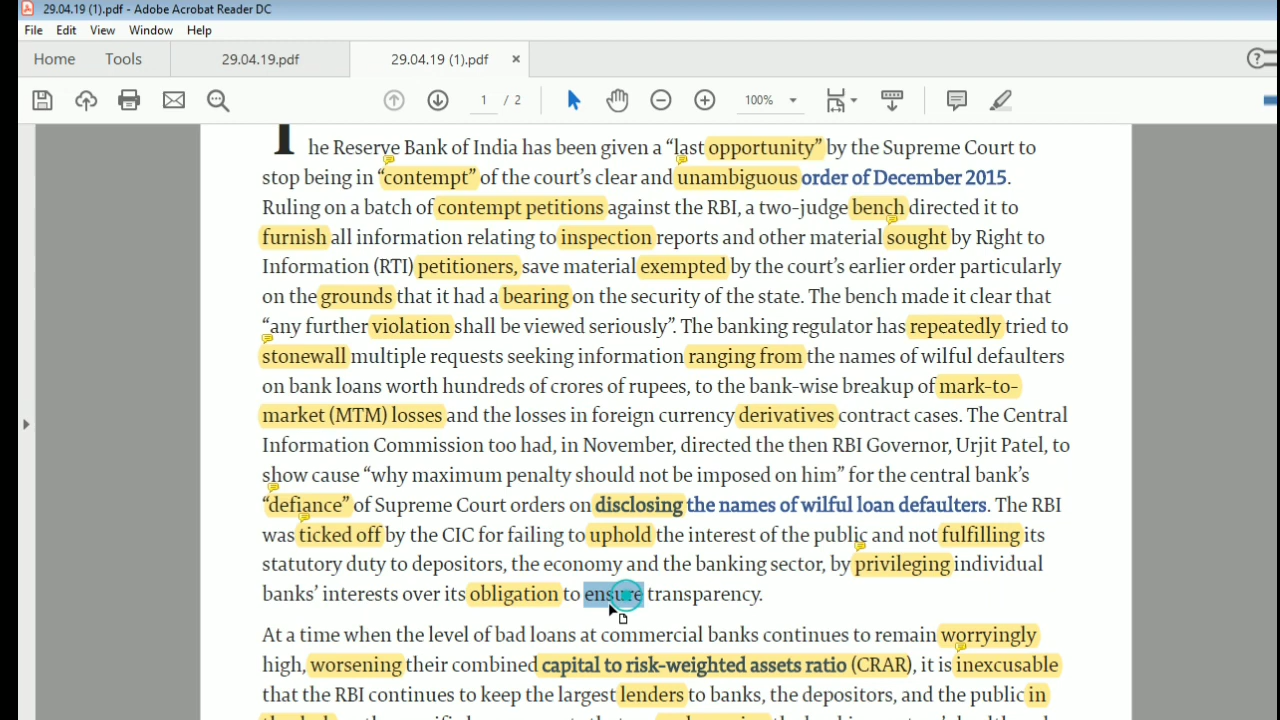 29.04.19 (1).pdf - Adobe Acrobat Reader DC
File Edit View Window Help
Home Tools 29.04.19.pdf 29.04.19 (1).pdf ×
1 / 2 100% ?
The Reserve Bank of India has been given a “last opportunity” by the Supreme Court to
stop being in “contempt” of the court’s clear and unambiguous order of December 2015.
Ruling on a batch of contempt petitions against the RBI, a two-judge bench directed it to
furnish all information relating to inspection reports and other material sought by Right to
Information (RTI) petitioners, save material exempted by the court’s earlier order particularly
on the grounds that it had a bearing on the security of the state. The bench made it clear that
“any further violation shall be viewed seriously”. The banking regulator has repeatedly tried to
stonewall multiple requests seeking information ranging from the names of wilful defaulters
on bank loans worth hundreds of crores of rupees, to the bank-wise breakup of mark-to-
market (MTM) losses and the losses in foreign currency derivatives contract cases. The Central
Information Commission too had, in November, directed the then RBI Governor, Urjit Patel, to
show cause “why maximum penalty should not be imposed on him” for the central bank’s
“defiance” of Supreme Court orders on disclosing the names of wilful loan defaulters. The RBI
was ticked off by the CIC for failing to uphold the interest of the public and not fulfilling its
statutory duty to depositors, the economy and the banking sector, by privileging individual
banks’ interests over its obligation to ensure transparency.
At a time when the level of bad loans at commercial banks continues to remain worryingly
high, worsening their combined capital to risk-weighted assets ratio (CRAR), it is inexcusable
that the RBI continues to keep the largest lenders to banks, the depositors, and the public in